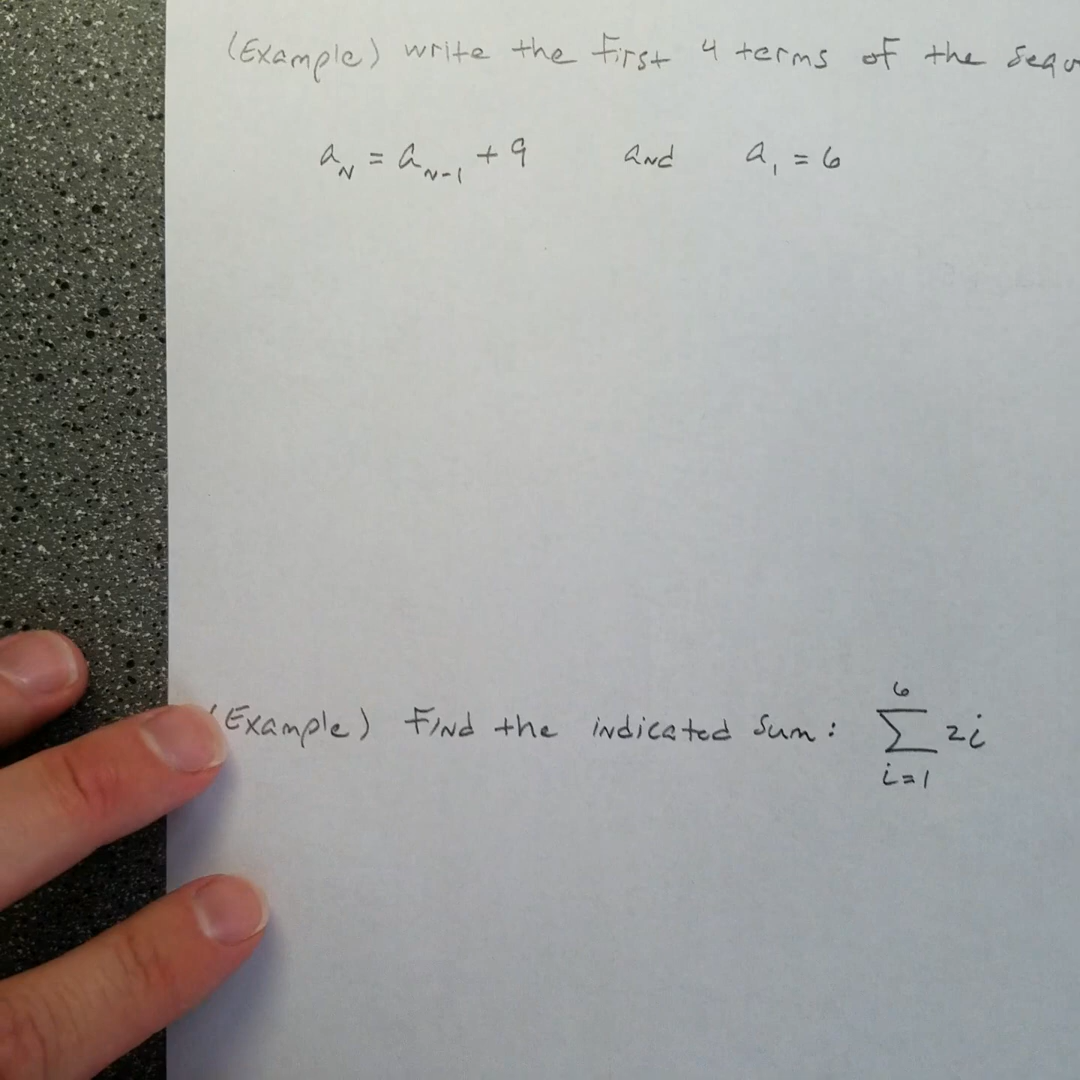 (Example) write the first 4 terms of the
a_N = a_{N-1} + 9 and a_1 = 6
(Example) Find the indicated sum: \sum_{i=1}^{6} 2i